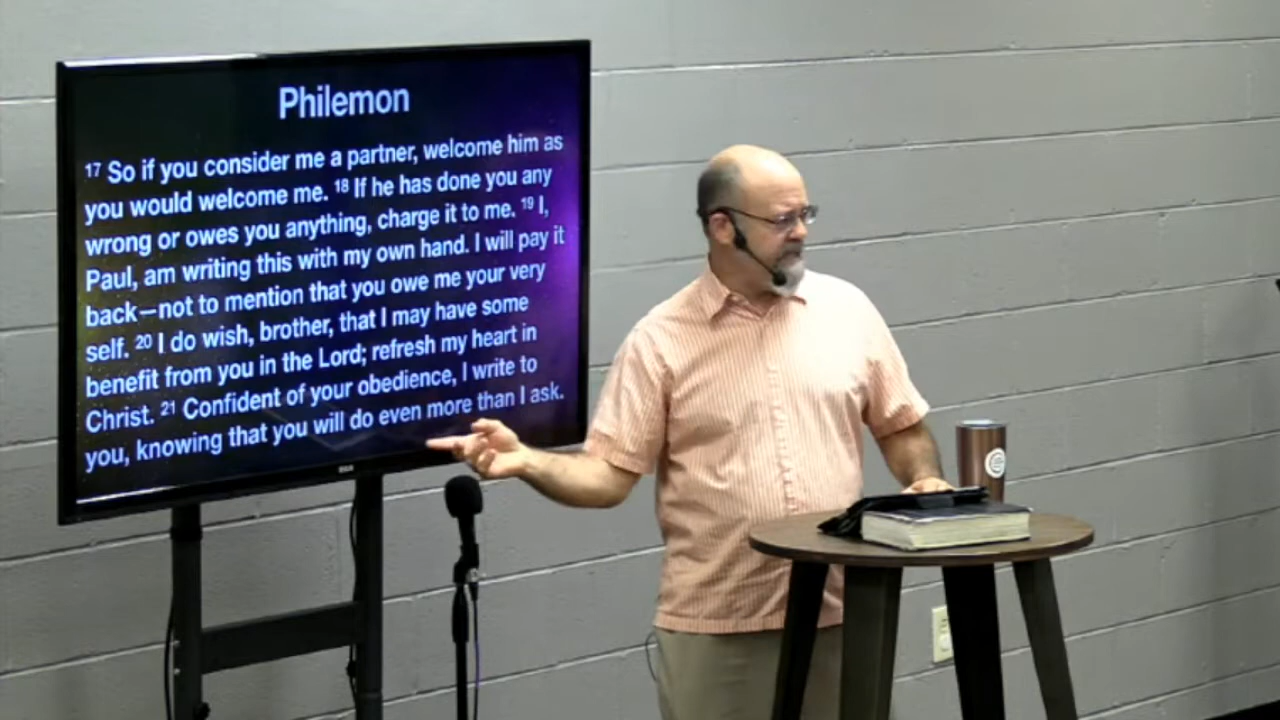 Philemon
17 So if you consider me a partner, welcome him as
you would welcome me. 18 If he has done you any
wrong or owes you anything, charge it to me. 19 I,
Paul, am writing this with my own hand. I will pay it
back—not to mention that you owe me your very
self. 20 I do wish, brother, that I may have some
benefit from you in the Lord; refresh my heart in
Christ. 21 Confident of your obedience, I write to
you, knowing that you will do even more than I ask.
RCA